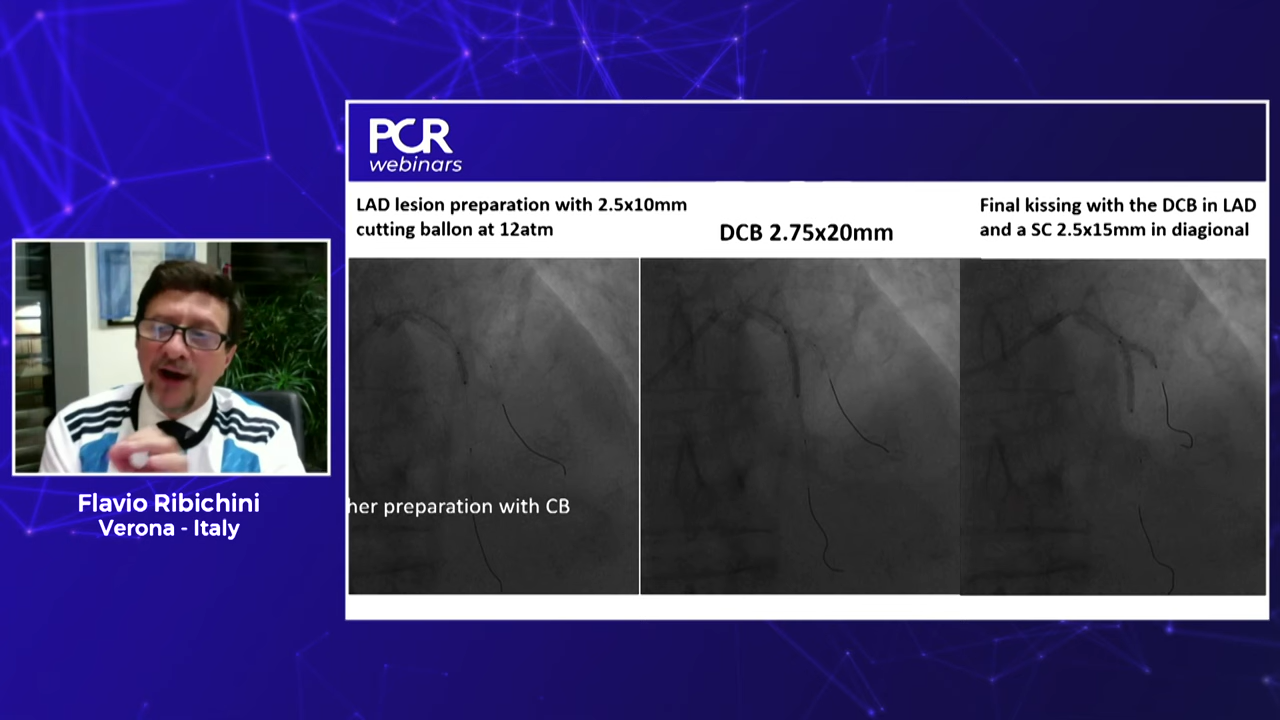 PCR
webinars
LAD lesion preparation with 2.5x10mm
cutting ballon at 12atm
DCB 2.75x20mm
Final kissing with the DCB in LAD
and a SC 2.5x15mm in diagional
her preparation with CB
Flavio Ribichini
Verona - Italy